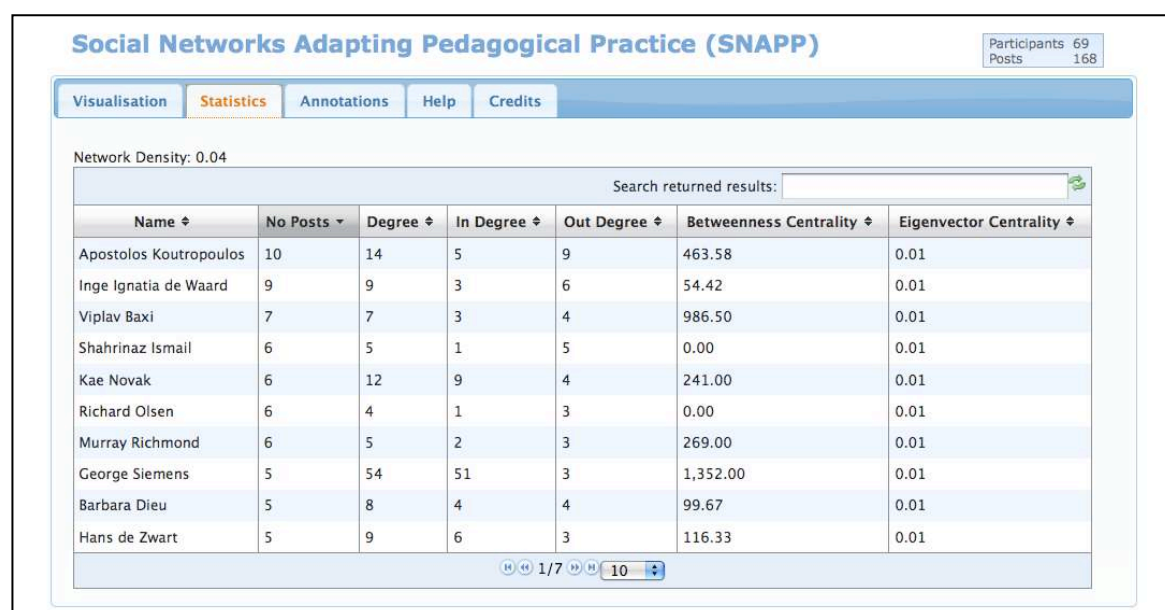 Social Networks Adapting Pedagogical Practice (SNAPP)
Participants 69
Posts 168
Visualisation Statistics Annotations Help Credits
Network Density: 0.04
Search returned results:
Name No Posts Degree In Degree Out Degree Betweenness Centrality Eigenvector Centrality
Apostolos Koutropoulos 10 14 5 9 463.58 0.01
Inge Ignatia de Waard 9 9 3 6 54.42 0.01
Viplav Baxi 7 7 3 4 986.50 0.01
Shahrinaz Ismail 6 5 1 5 0.00 0.01
Kae Novak 6 12 9 4 241.00 0.01
Richard Olsen 6 4 1 3 0.00 0.01
Murray Richmond 6 5 2 3 269.00 0.01
George Siemens 5 54 51 3 1,352.00 0.01
Barbara Dieu 5 8 4 4 99.67 0.01
Hans de Zwart 5 9 6 3 116.33 0.01
1/7 10